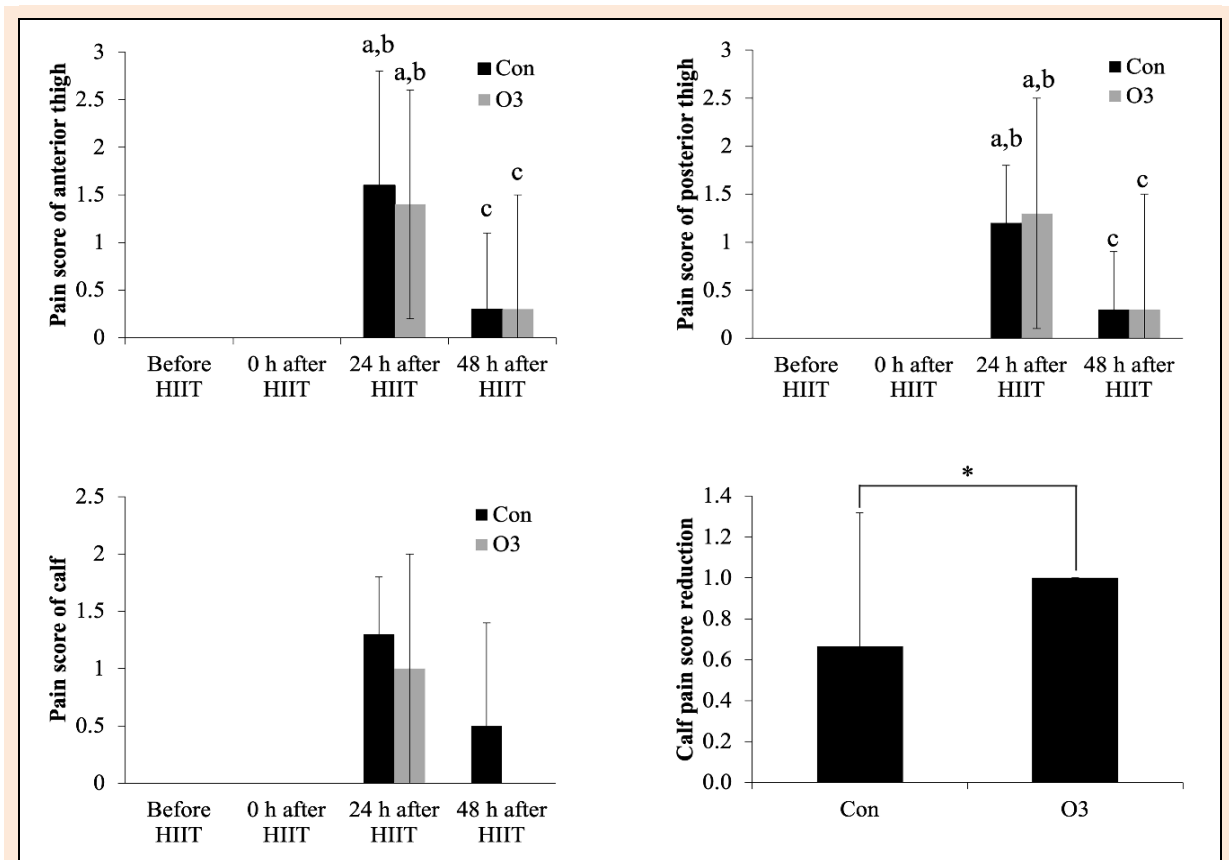 Pain score of anterior thigh
3
2.5
2
1.5
1
0.5
0
a,b
a,b
c
c
Con
O3
Before HIIT
0 h after HIIT
24 h after HIIT
48 h after HIIT
Pain score of posterior thigh
3
2.5
2
1.5
1
0.5
0
a,b
a,b
c
c
Con
O3
Before HIIT
0 h after HIIT
24 h after HIIT
48 h after HIIT
Pain score of calf
2.5
2
1.5
1
0.5
0
Con
O3
Before HIIT
0 h after HIIT
24 h after HIIT
48 h after HIIT
Calf pain score reduction
1.4
1.2
1.0
0.8
0.6
0.4
0.2
0.0
*
Con
O3